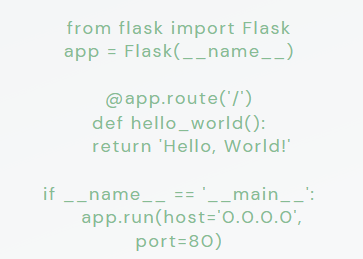 from flask import Flask
app = Flask(__name__)
@app.route('/')
def hello_world():
return 'Hello, World!'
if __name__ == '__main__':
app.run(host='0.0.0.0',
port=80)